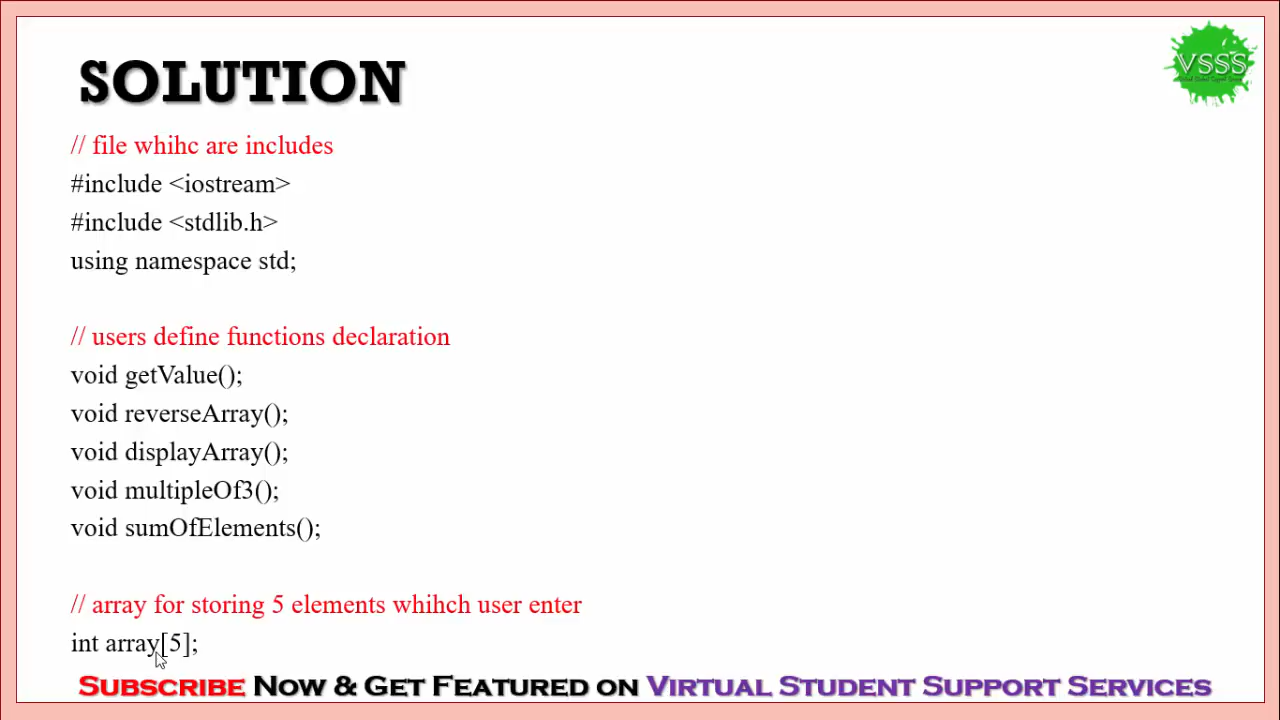 SOLUTION
VSSS
// file whihc are includes
#include <iostream>
#include <stdlib.h>
using namespace std;
// users define functions declaration
void getValue();
void reverseArray();
void displayArray();
void multipleOf3();
void sumOfElements();
// array for storing 5 elements whihch user enter
int array[5];
Subscribe Now & Get Featured on Virtual Student Support Services